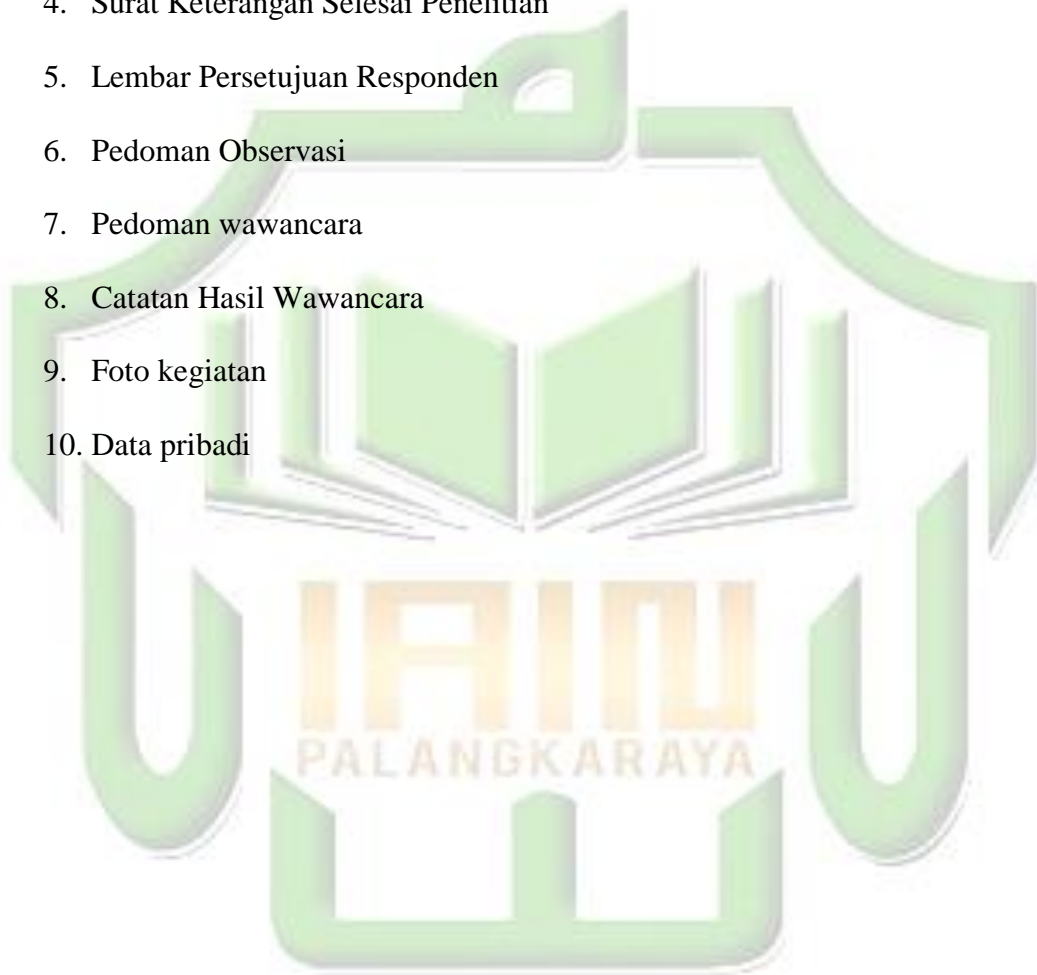 4. Surat Keterangan Selesai Penelitian
5. Lembar Persetujuan Responden
6. Pedoman Observasi
7. Pedoman wawancara
8. Catatan Hasil Wawancara
9. Foto kegiatan
10. Data pribadi
IAIN
PALANGKARAYA